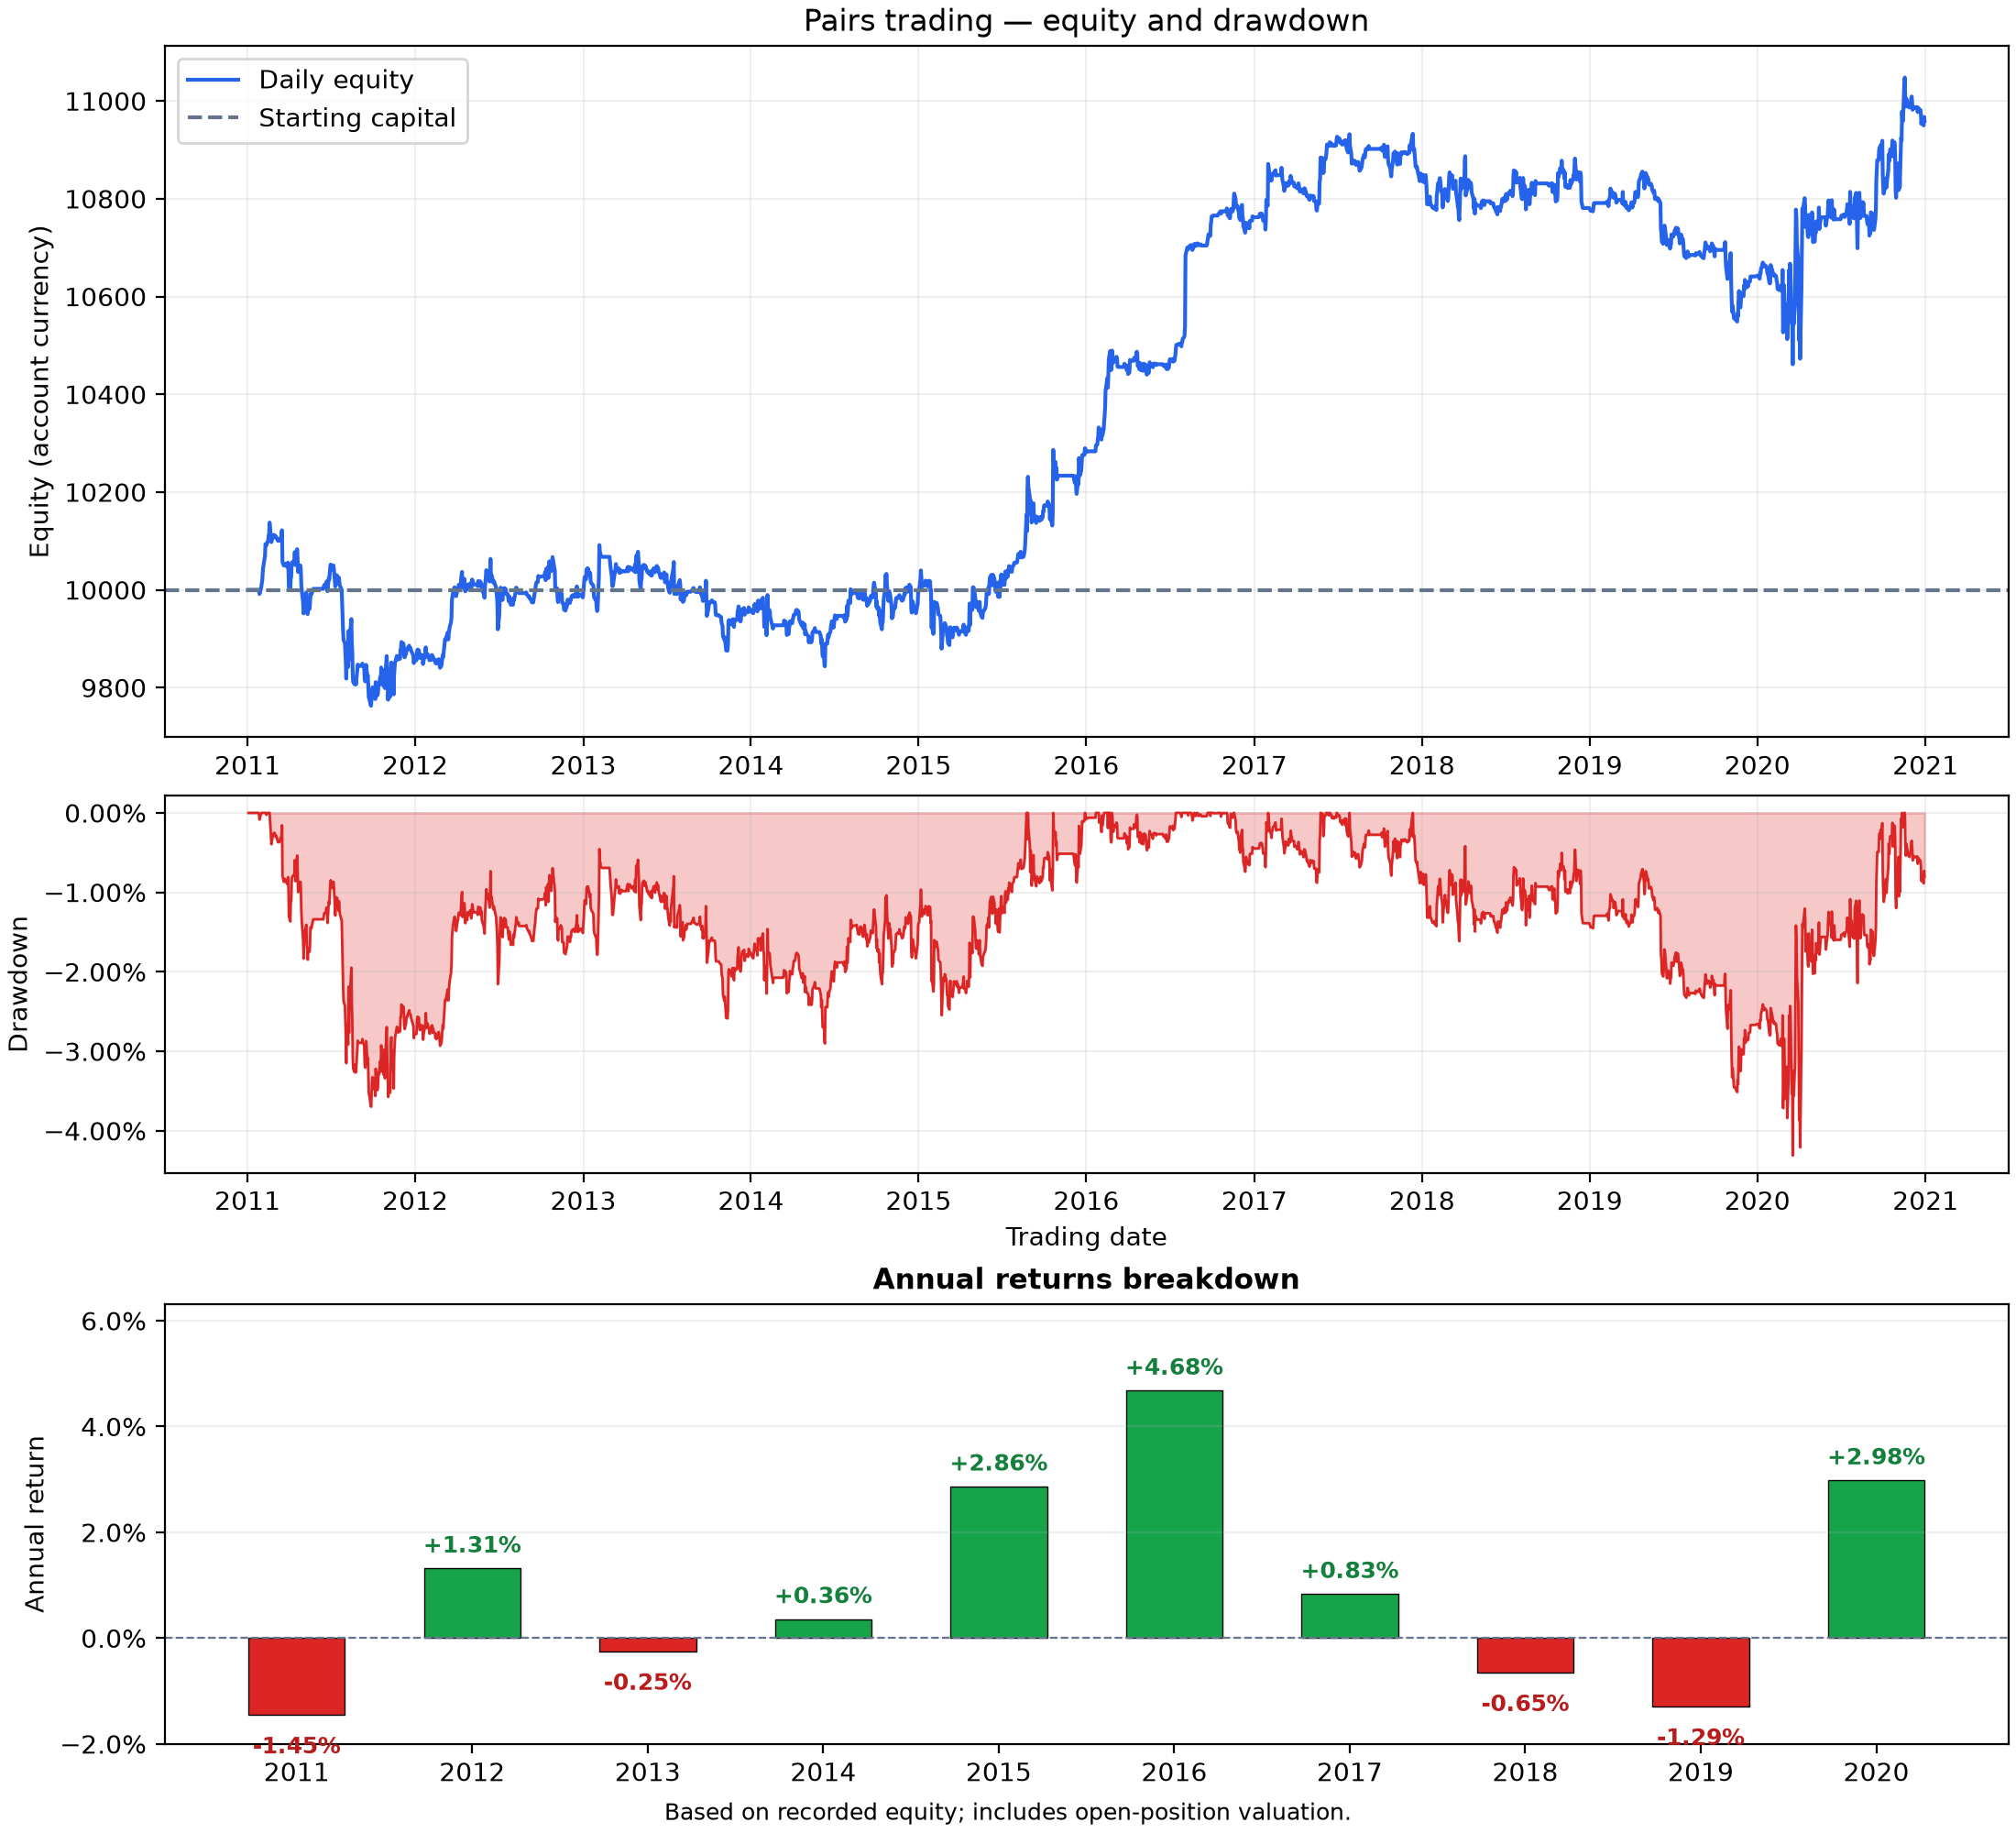 Pairs trading — equity and drawdown
Daily equity
Starting capital
Equity (account currency)
11000
10800
10600
10400
10200
10000
9800
2011 2012 2013 2014 2015 2016 2017 2018 2019 2020 2021
Drawdown
0.00%
−1.00%
−2.00%
−3.00%
−4.00%
2011 2012 2013 2014 2015 2016 2017 2018 2019 2020 2021
Trading date
Annual returns breakdown
Annual return
6.0%
4.0%
2.0%
0.0%
−2.0%
-1.45%
+1.31%
-0.25%
+0.36%
+2.86%
+4.68%
+0.83%
-0.65%
-1.29%
+2.98%
2011 2012 2013 2014 2015 2016 2017 2018 2019 2020
Based on recorded equity; includes open-position valuation.